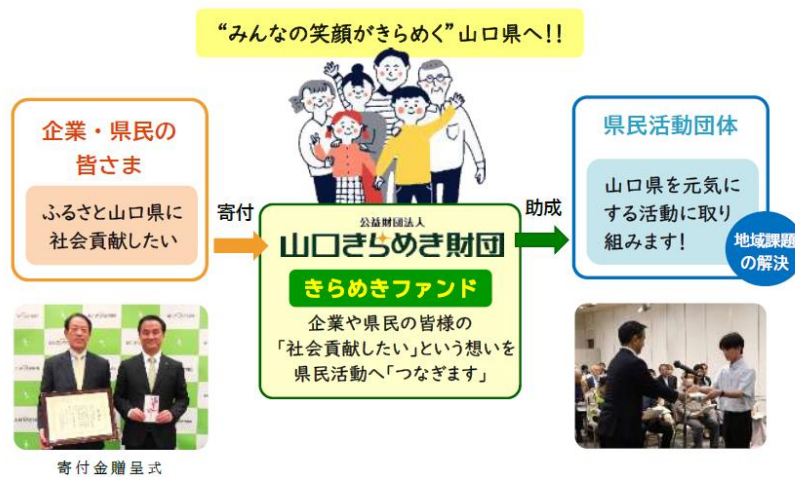 “みんなの笑顔がきらめく”山口県へ!!
企業・県民の
皆さま
ふるさと山口県に
社会貢献したい
寄付
公益財団法人
山口きらめき財団
きらめきファンド
企業や県民の皆様の
「社会貢献したい」という想いを
県民活動へ「つなぎます」
助成
県民活動団体
山口県を元気に
する活動に取り
組みます!
地域課題
の解決
寄付金贈呈式